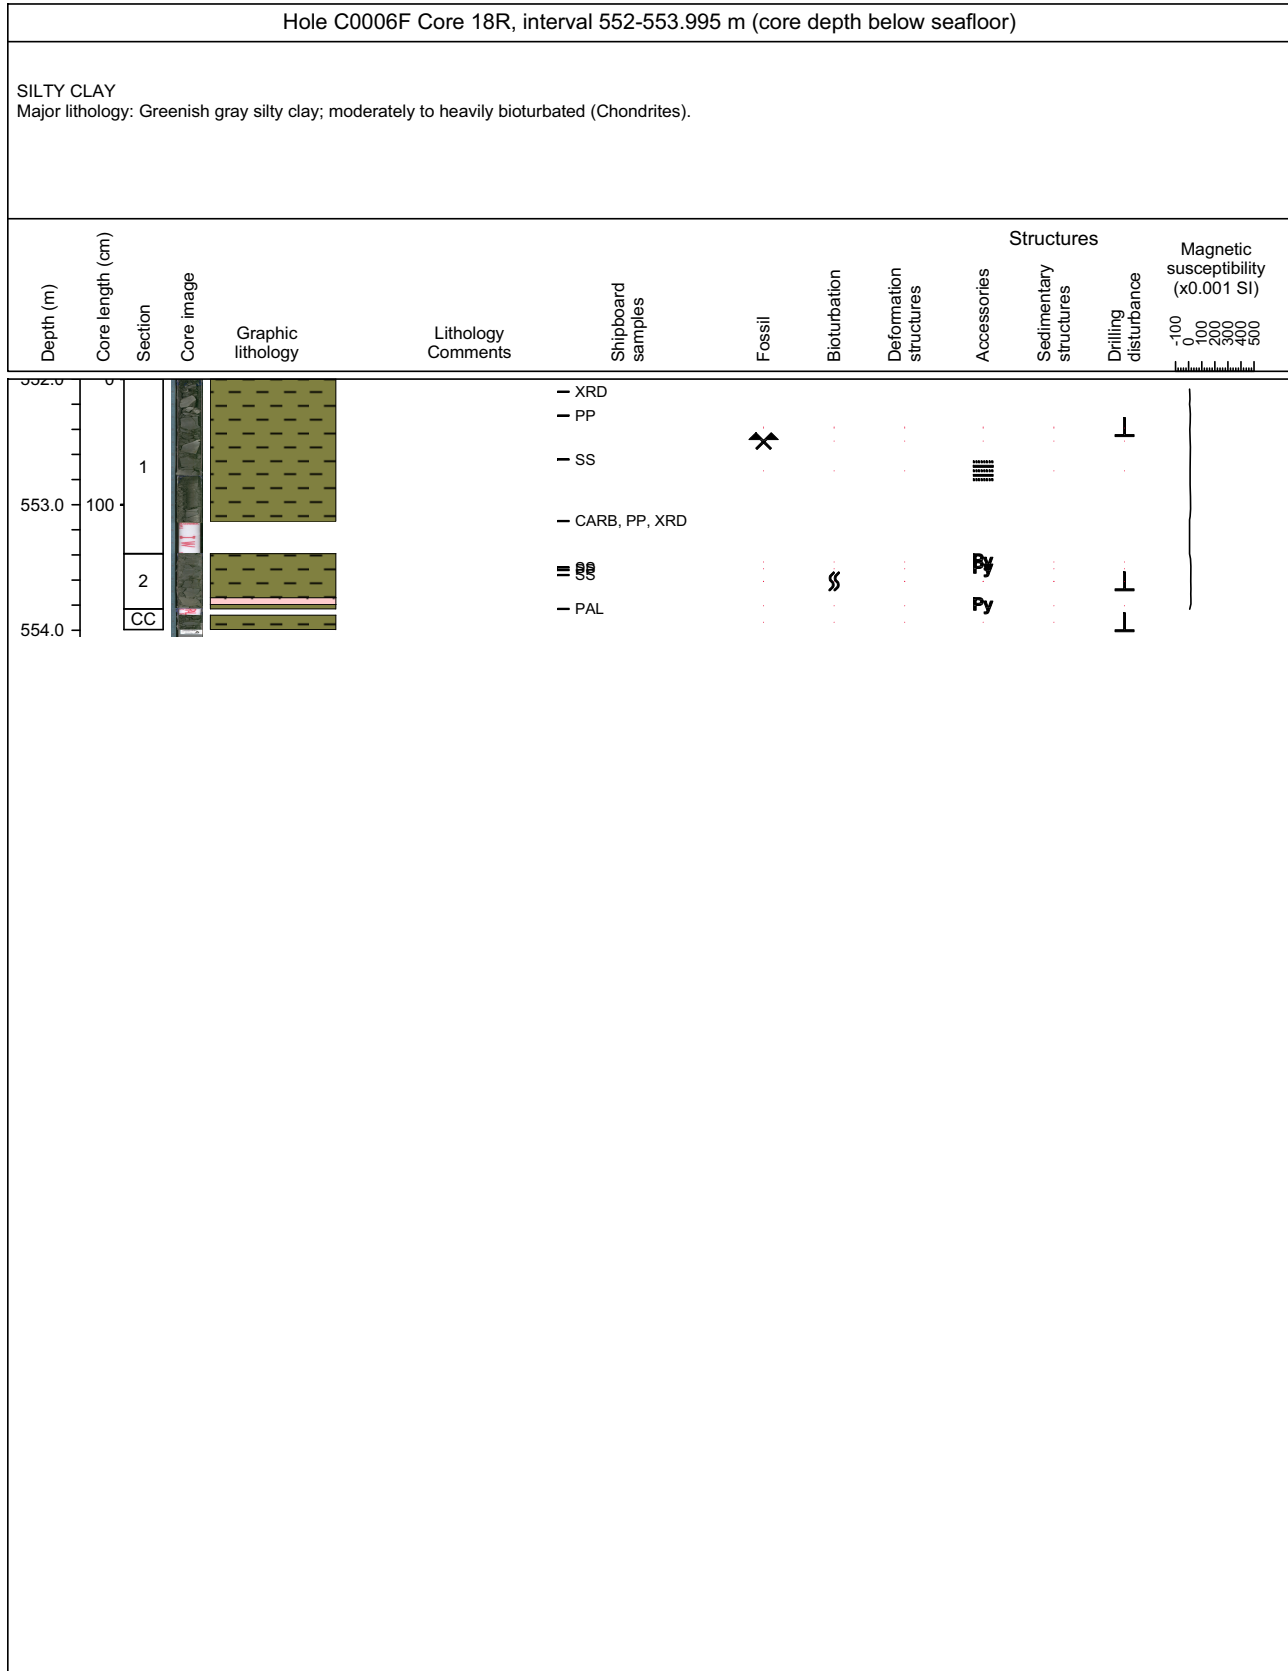 Hole C0006F Core 18R, interval 552-553.995 m (core depth below seafloor)
SILTY CLAY
Major lithology: Greenish gray silty clay; moderately to heavily bioturbated (Chondrites).
Depth (m)
Core length (cm)
Section
Core image
Graphic
lithology
Lithology
Comments
Shipboard
samples
Fossil
Bioturbation
Deformation
structures
Structures
Accessories
Sedimentary
structures
Drilling
disturbance
Magnetic
susceptibility
(x0.001 SI)
-100
0
100
200
300
400
500
552.0
0
XRD
PP
1
SS
553.0
100
CARB, PP, XRD
Py
Py
2
SS
Py
PAL
CC
554.0